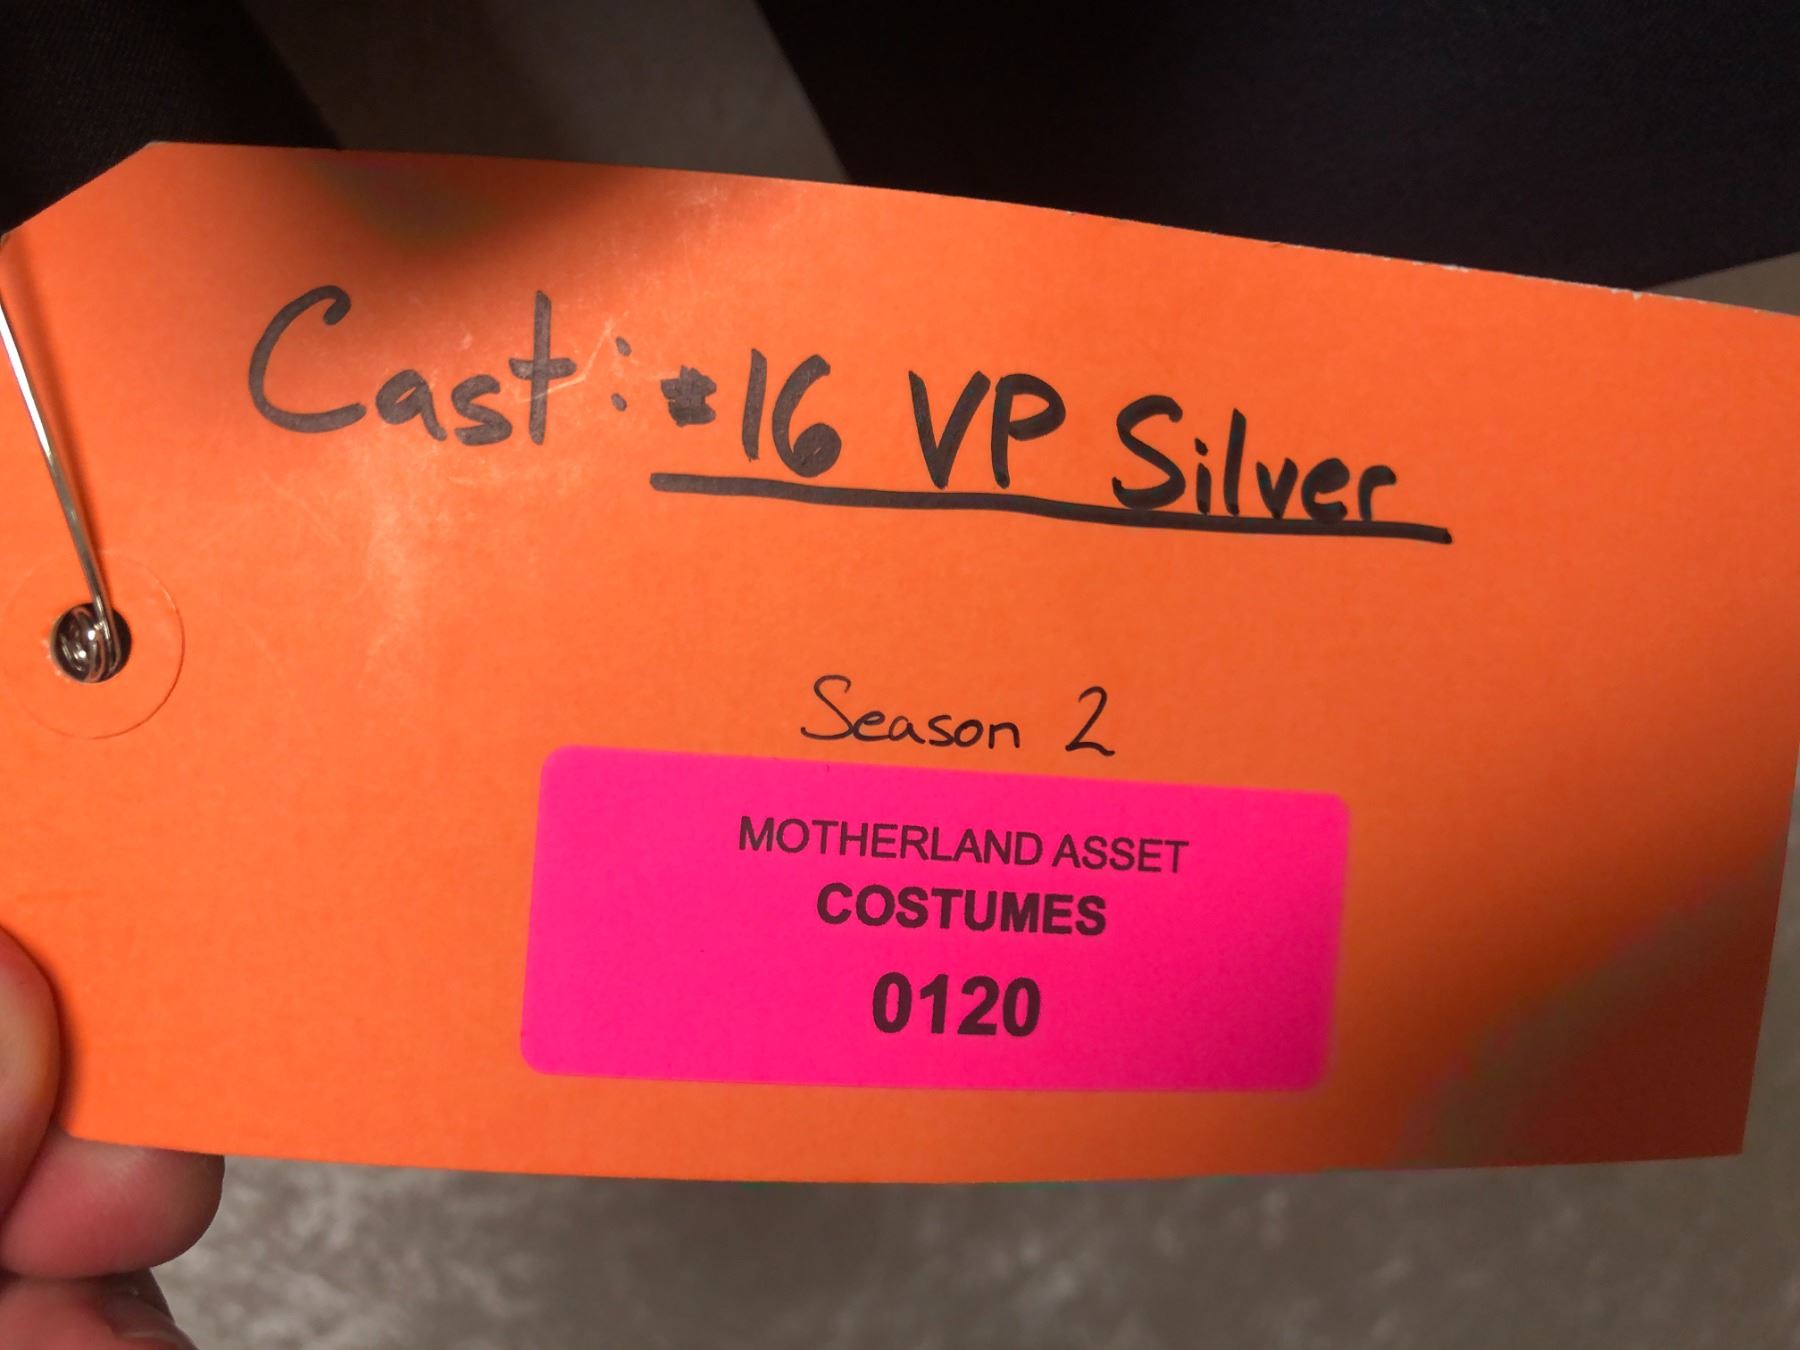 Cast: #16 VP Silver
Season 2
MOTHERLAND ASSET
COSTUMES
0120